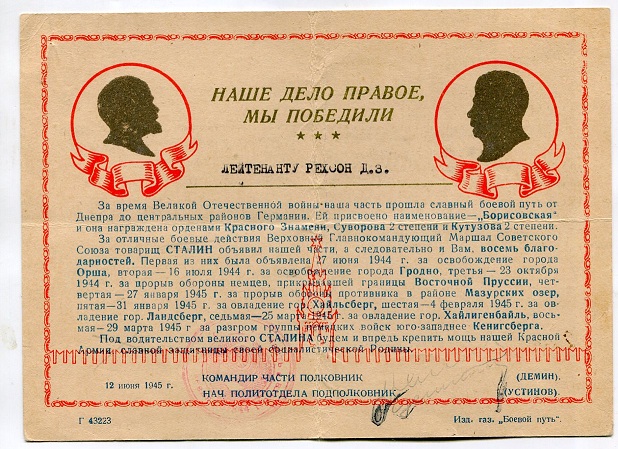 НАШЕ ДЕЛО ПРАВОЕ,
МЫ ПОБЕДИЛИ
ЛЕЙТЕНАНТУ РЕХСОН Д.З.
За время Великой Отечественной войны наша часть прошла славный боевой путь от
Днепра до центральных районов Германии. Ей присвоено наименование—„Борисовская"
и она награждена орденами Красного Знамени, Суворова 2 степени и Кутузова 2 степени.
За отличные боевые действия Верховный Главнокомандующий Маршал Советского
Союза товарищ СТАЛИН объявил нашей части, а следовательно и Вам, восемь благо-
дарностей. Первая из них была объявлена 27 июня 1944 г. за освобождение города
Орша, вторая—16 июля 1944 г. за освобождение города Гродно, третья—23 октября
1944 г. за прорыв обороны немцев, прикрывавшей границы Восточной Пруссии, чет-
вертая—27 января 1945 г. за прорыв обороны противника в районе Мазурских озер,
пятая—31 января 1945 г. за овладение гор. Хайльсберг, шестая—4 февраля 1945 г. за ов-
ладение гор. Ландсберг, седьмая—25 марта 1945 г. за овладение гор. Хайлигенбайль, вось-
мая—29 марта 1945 г. за разгром группы немецких войск юго-западнее Кенигсберга.
Под водительством великого СТАЛИНА будем и впредь крепить мощь нашей Красной
Армии, славной защитницы своей социалистической Родины.
12 июня 1945 г.
КОМАНДИР ЧАСТИ ПОЛКОВНИК (ДЕМИН).
НАЧ. ПОЛИТОТДЕЛА ПОДПОЛКОВНИК (УСТИНОВ).
Г 43223
Изд. газ. „Боевой путь".